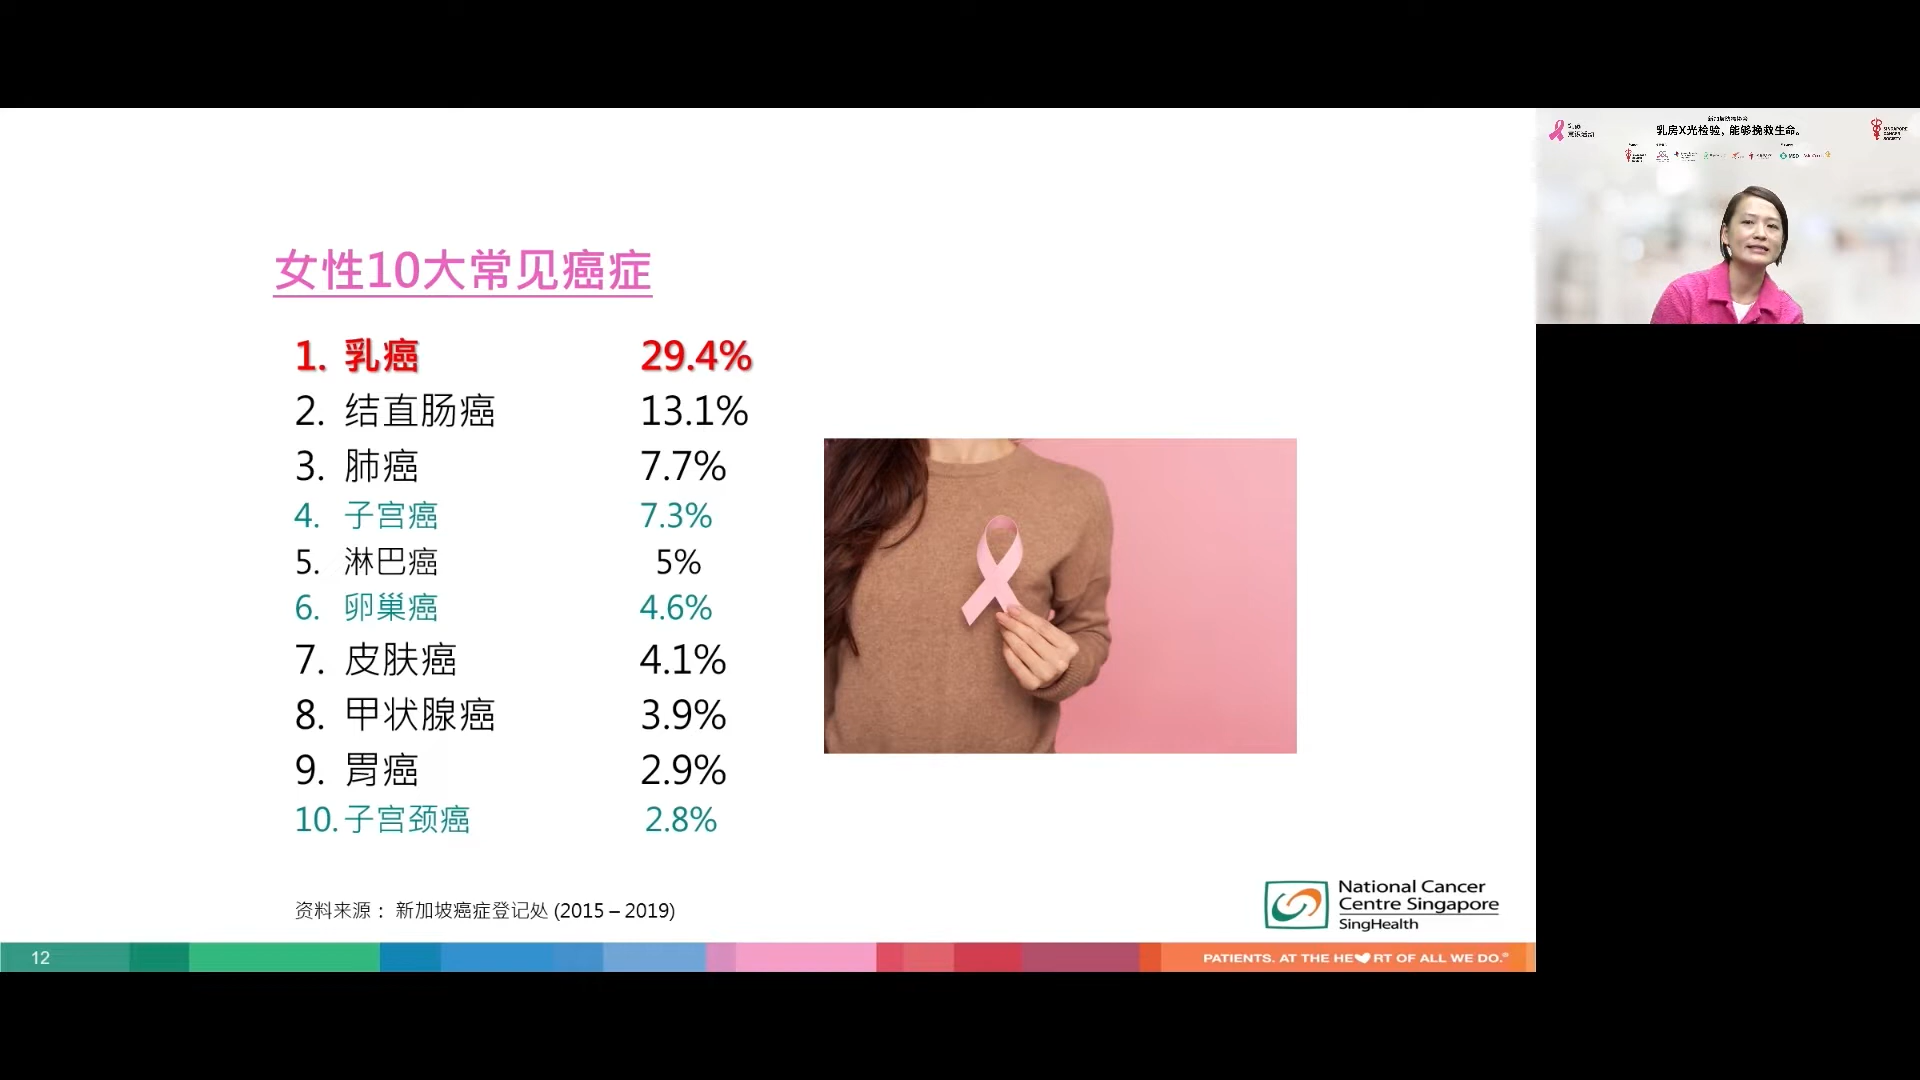 女性10大常见癌症
1. 乳癌 29.4%
2. 结直肠癌 13.1%
3. 肺癌 7.7%
4. 子宫癌 7.3%
5. 淋巴癌 5%
6. 卵巢癌 4.6%
7. 皮肤癌 4.1%
8. 甲状腺癌 3.9%
9. 胃癌 2.9%
10. 子宫颈癌 2.8%
资料来源： 新加坡癌症登记处 (2015 – 2019)
National Cancer
Centre Singapore
SingHealth
12
PATIENTS. AT THE HE RT OF ALL WE DO.®
乳房X光检验，能够挽救生命。
SINGAPORE
CANCER
SOCIETY
MSD